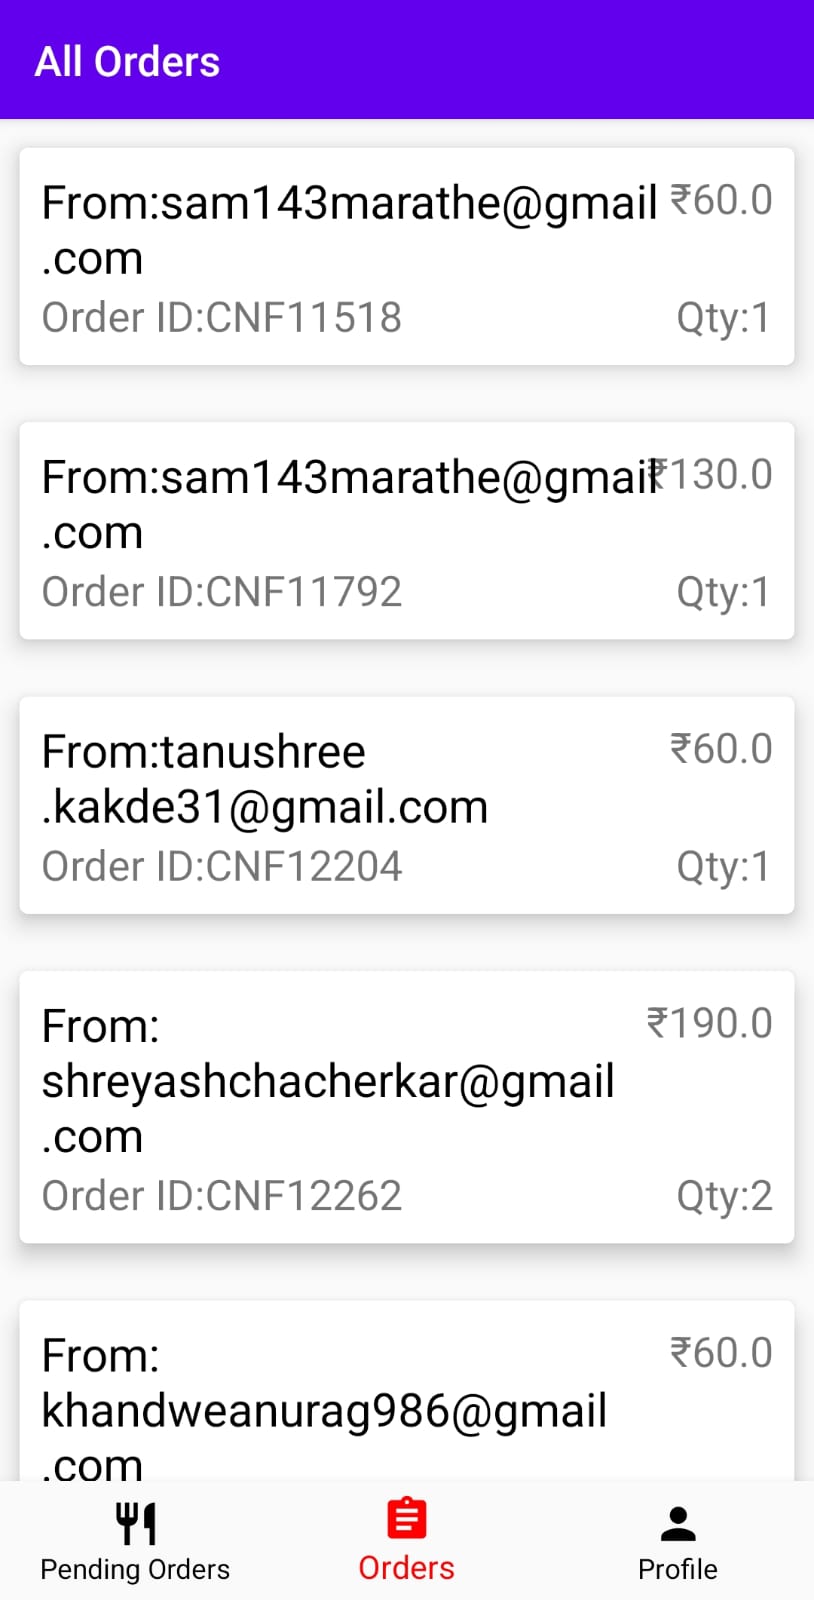 All Orders
From:sam143marathe@gmail ₹60.0
.com
Order ID:CNF11518 Qty:1
From:sam143marathe@gmail ₹130.0
.com
Order ID:CNF11792 Qty:1
From:tanushree ₹60.0
.kakde31@gmail.com
Order ID:CNF12204 Qty:1
From: ₹190.0
shreyashchacherkar@gmail
.com
Order ID:CNF12262 Qty:2
From: ₹60.0
khandweanurag986@gmail
.com
Pending Orders Orders Profile